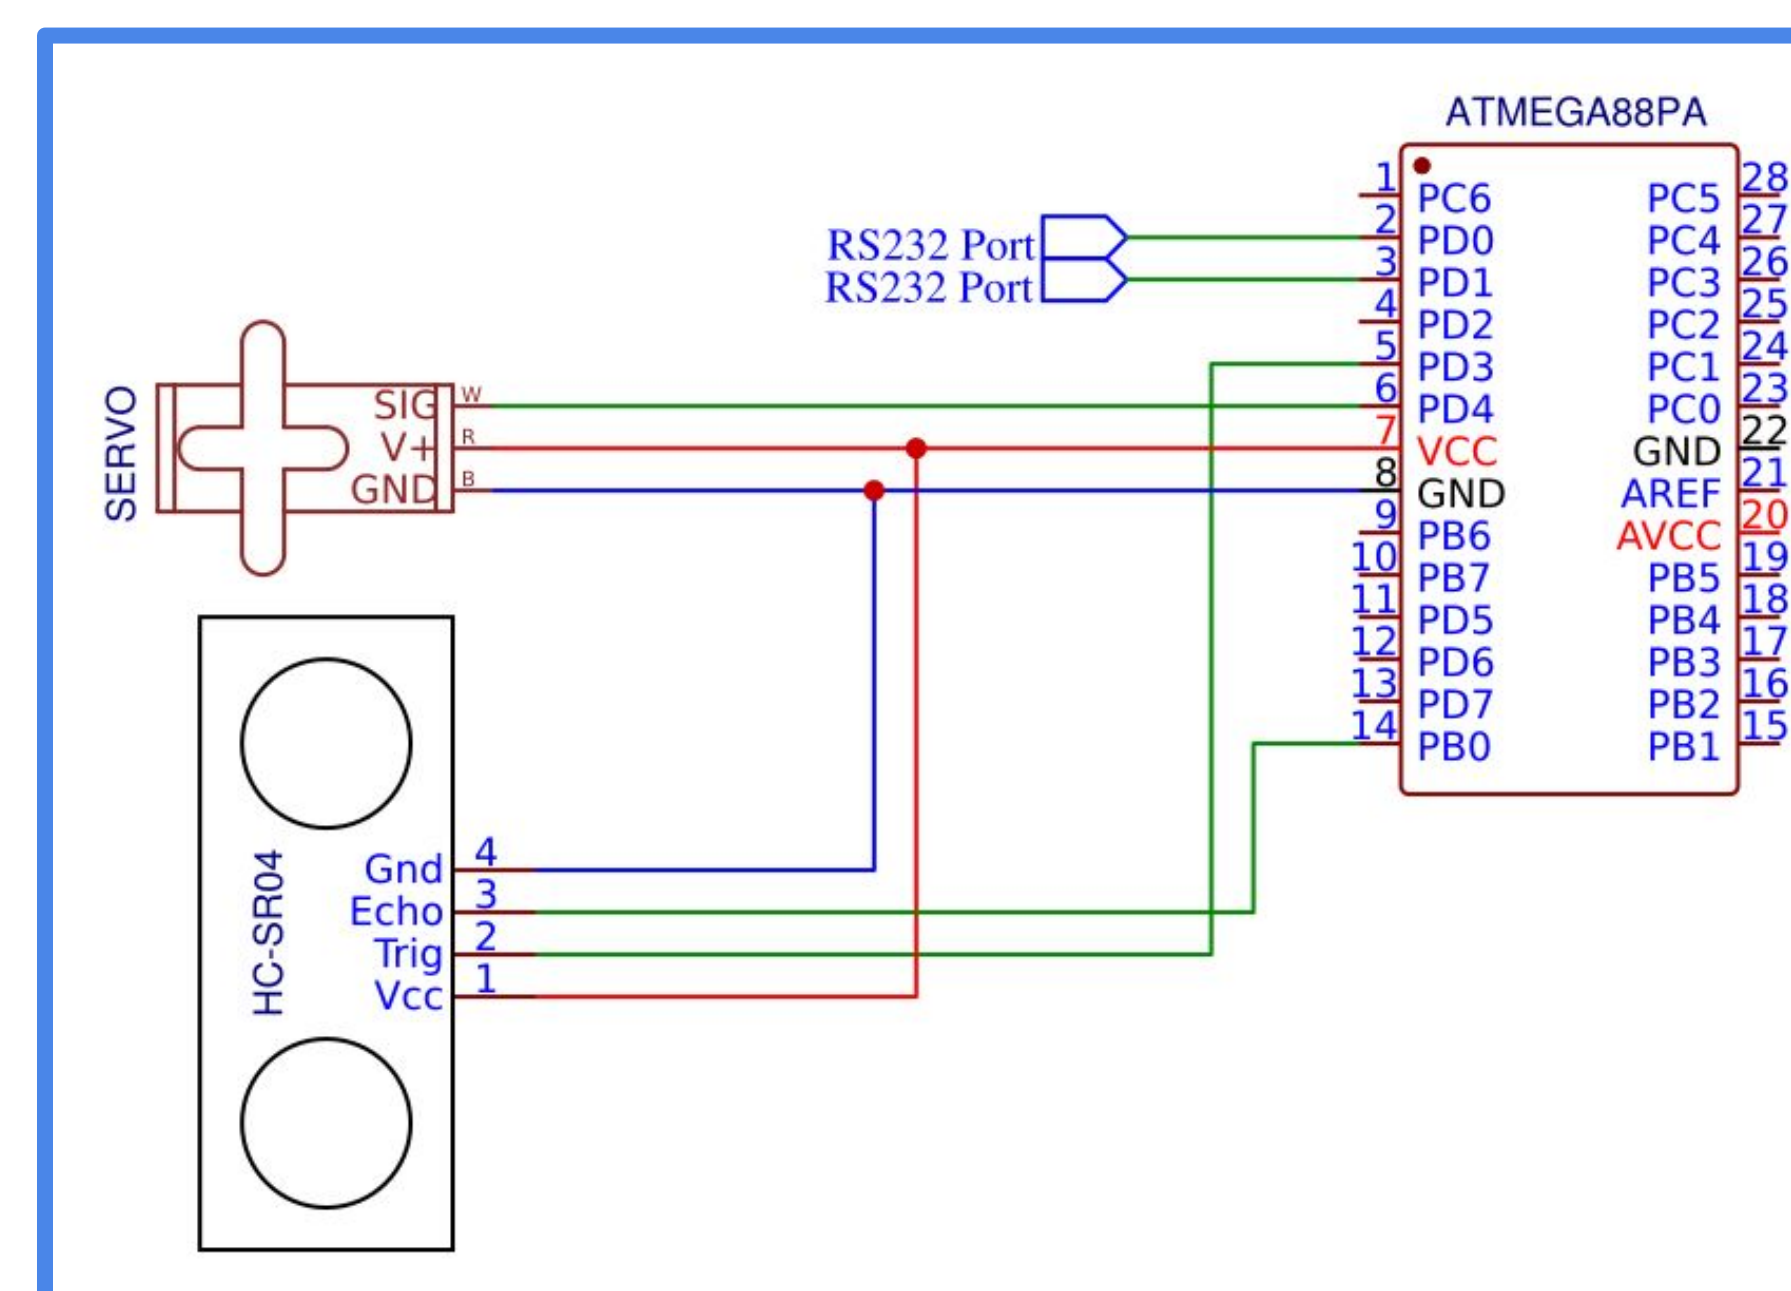 ATMEGA88PA
1 PC6 PC5 28
2 PD0 PC4 27
3 PD1 PC3 26
4 PD2 PC2 25
5 PD3 PC1 24
6 PD4 PC0 23
7 VCC GND 22
8 GND AREF 21
9 PB6 AVCC 20
10 PB7 PB5 19
11 PD5 PB4 18
12 PD6 PB3 17
13 PD7 PB2 16
14 PB0 PB1 15
RS232 Port
RS232 Port
SERVO
SIG W
V+ R
GND B
HC-SR04
Gnd 4
Echo 3
Trig 2
Vcc 1